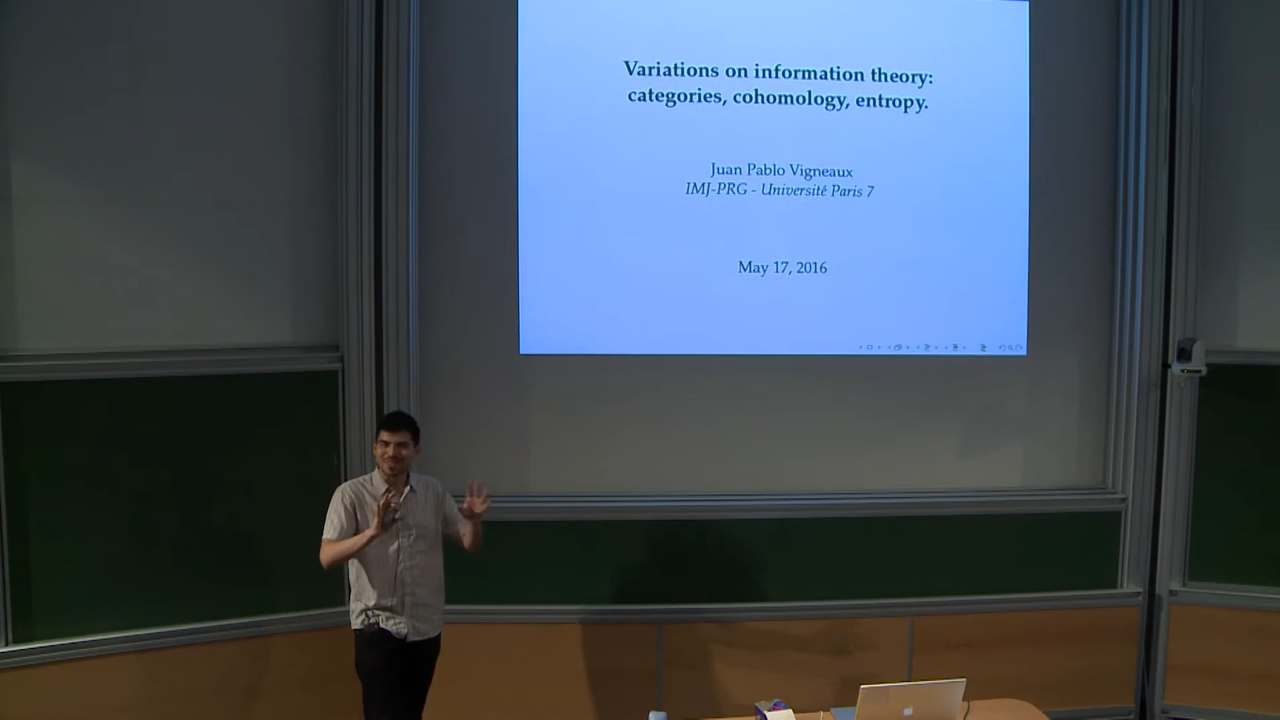 Variations on information theory:
categories, cohomology, entropy.
Juan Pablo Vigneaux
IMJ-PRG - Université Paris 7
May 17, 2016